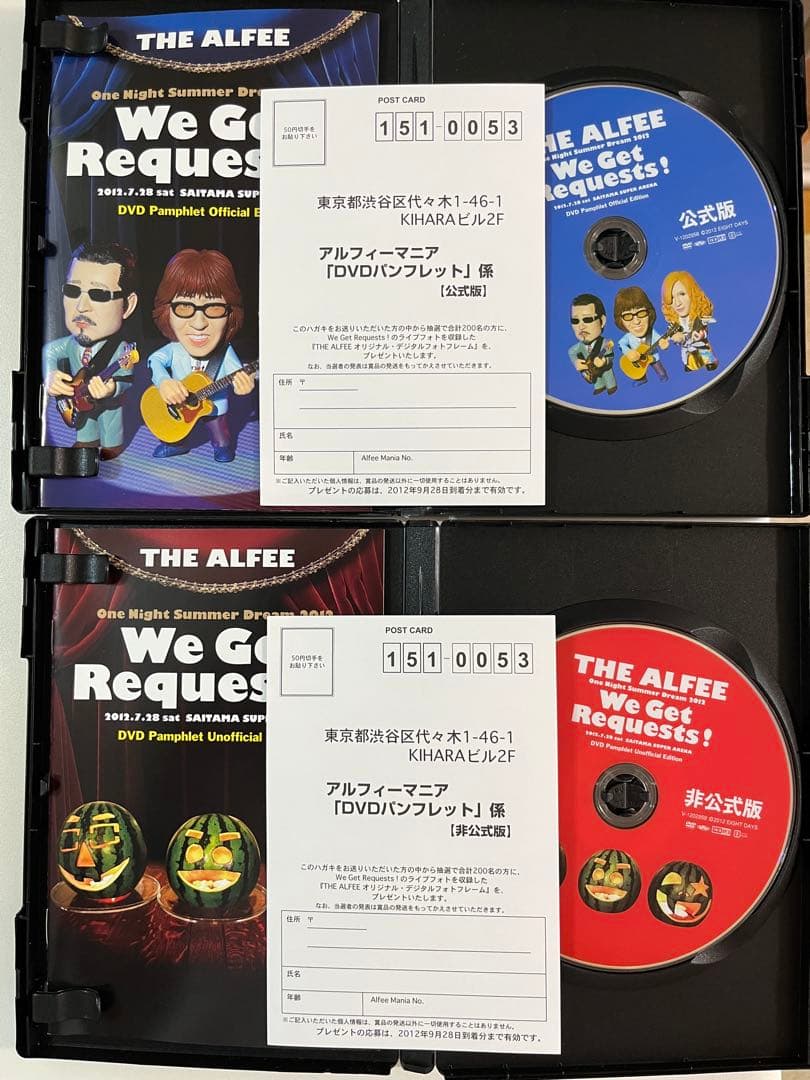 THE ALFEE
One Night Summer Dre
We Ge
Reques
2012.7.28 sat SAITAMA SUPER
DVD Pamphlet Official E
50円切手を
お貼り下さい
POST CARD
151-0053
東京都渋谷区代々木1-46-1
KIHARAビル2F
アルフィーマニア
「DVDパンフレット」係
【公式版】
このハガキをお送りいただいた方の中から抽選で合計200名の方に、
We Get Requests!のライブフォトを収録した
『THE ALFEE オリジナル・デジタルフォトフレーム』を、
プレゼントいたします。
なお、当選者の発表は賞品の発送をもってかえさせていただきます。
住所 〒
氏名
年齢
Alfee Mania No.
※ご記入いただいた個人情報は、賞品の発送以外に一切使用することはありません。
プレゼントの応募は、2012年9月28日到着分まで有効です。
HE ALFEE
ne Night Summer Dream 2012
We Get
Requests!
2012.7.28 sat SAITAMA SUPER ARENA
DVD Pamphlet Official Edition
公式版
V-1202958 ©2012 EIGHT DAYS
THE ALFEE
One Night Summer Dream 2012
We Ge
Reques
2012.7.28 sat SAITAMA SUP
DVD Pamphlet Unofficial
50円切手を
お貼り下さい
POST CARD
151-0053
東京都渋谷区代々木1-46-1
KIHARAビル2F
アルフィーマニア
「DVDパンフレット」係
【非公式版】
このハガキをお送りいただいた方の中から抽選で合計200名の方に、
We Get Requests!のライブフォトを収録した
『THE ALFEE オリジナル・デジタルフォトフレーム』を、
プレゼントいたします。
なお、当選者の発表は賞品の発送をもってかえさせていただきます。
住所 〒
氏名
年齢
Alfee Mania No.
※ご記入いただいた個人情報は、賞品の発送以外に一切使用することはありません。
プレゼントの応募は、2012年9月28日到着分まで有効です。
THE ALFEE
One Night Summer Dream 2012
We Get
Requests!
2012.7.28 sat SAITAMA SUPER ARENA
DVD Pamphlet Unofficial Edition
非公式版
V-1202959 ©2012 EIGHT DAYS